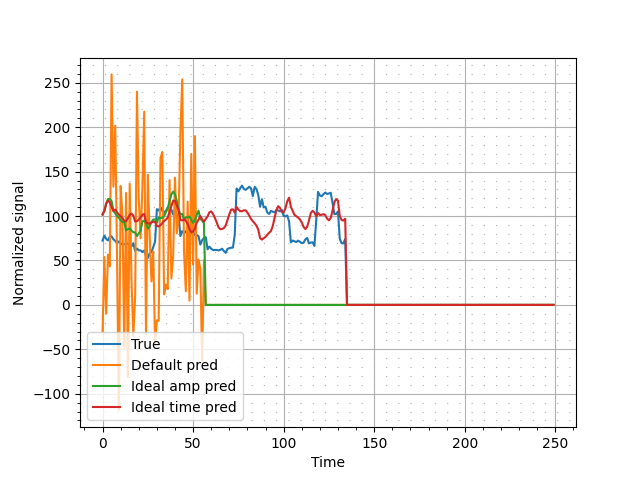 Normalized signal
250
200
150
100
50
0
−50
−100
True
Default pred
Ideal amp pred
Ideal time pred
0 50 100 150 200 250
Time